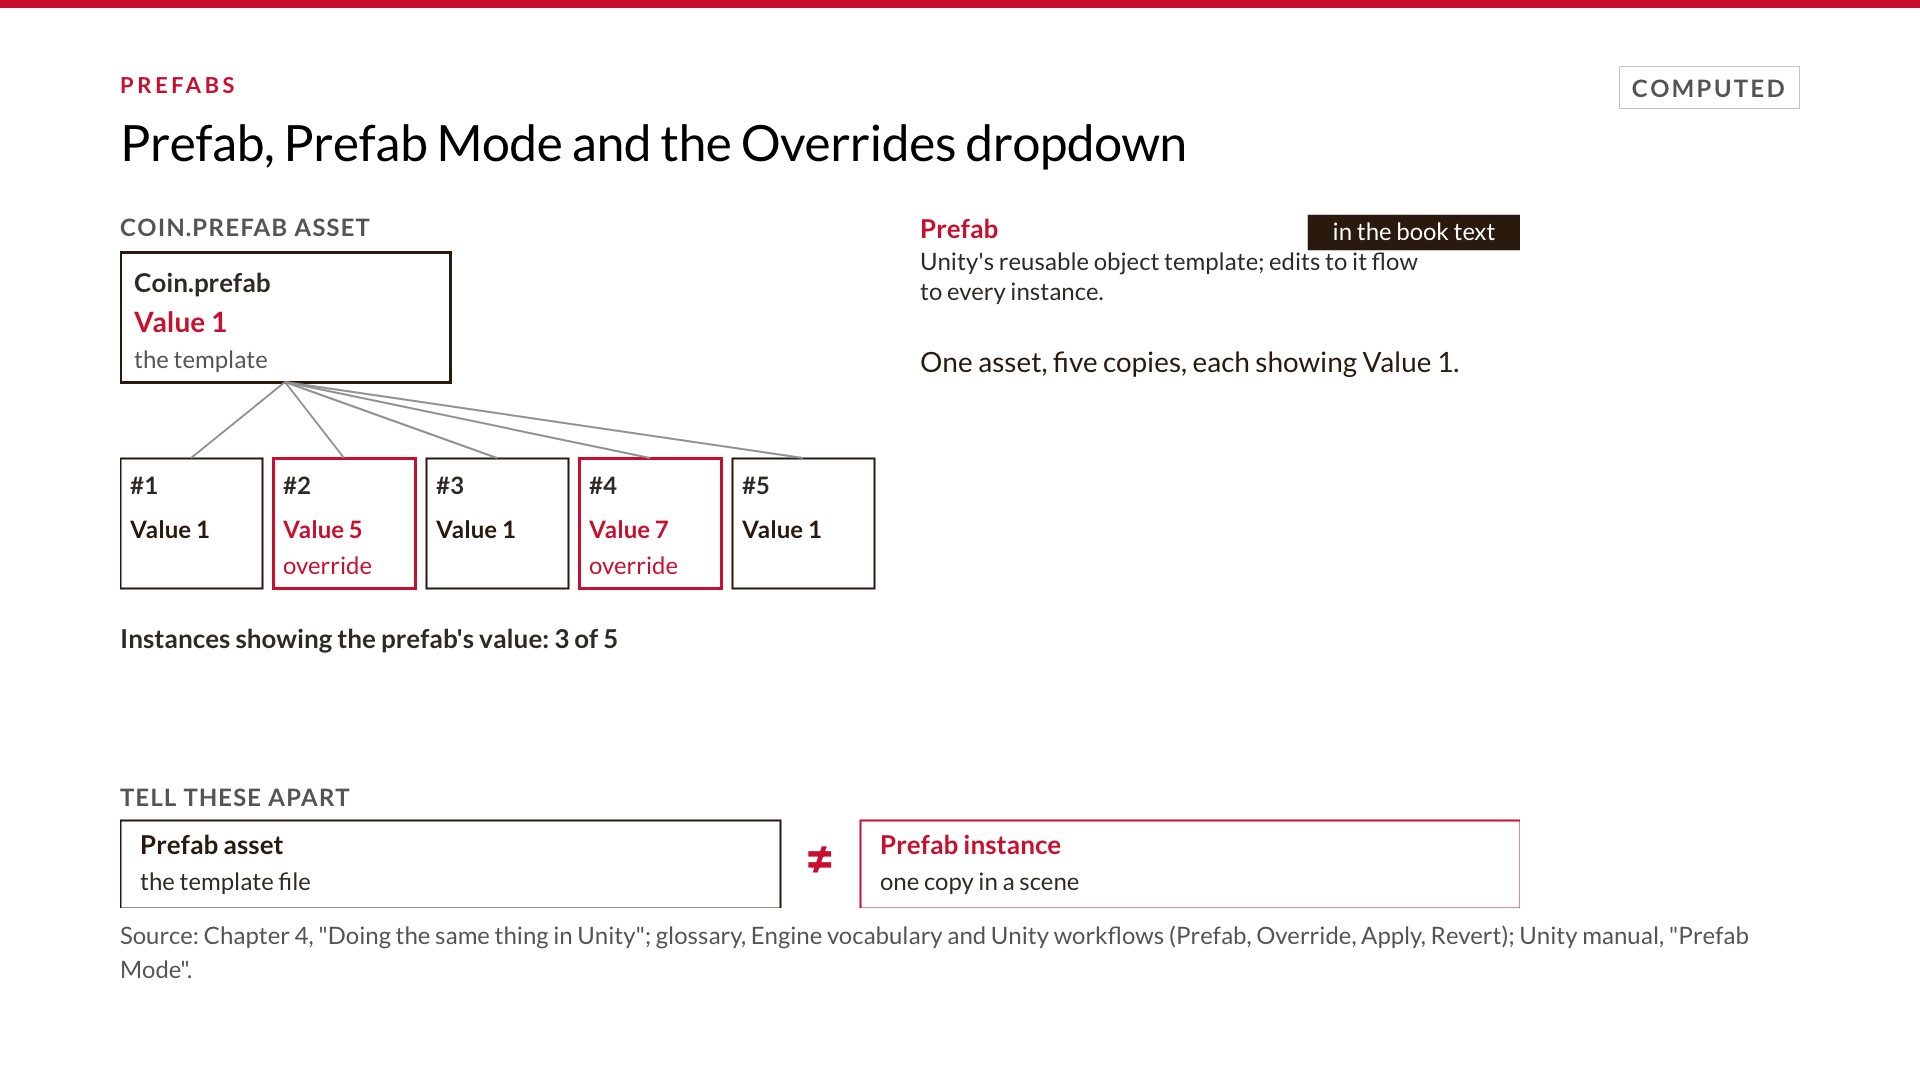 PREFABS
COMPUTED
Prefab, Prefab Mode and the Overrides dropdown
COIN.PREFAB ASSET
Coin.prefab
Value 1
the template
#1
Value 1
#2
Value 5
override
#3
Value 1
#4
Value 7
override
#5
Value 1
Instances showing the prefab's value: 3 of 5
Prefab
in the book text
Unity's reusable object template; edits to it flow
to every instance.
One asset, five copies, each showing Value 1.
TELL THESE APART
Prefab asset
the template file
≠
Prefab instance
one copy in a scene
Source: Chapter 4, "Doing the same thing in Unity"; glossary, Engine vocabulary and Unity workflows (Prefab, Override, Apply, Revert); Unity manual, "Prefab
Mode".